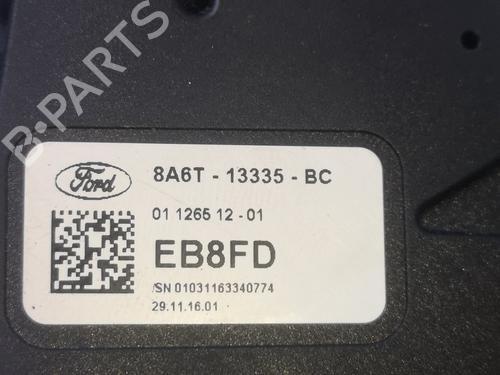 B-PARTS
Ford
8A6T - 13335 - BC
01 1265 12 - 01
EB8FD
/SN 01031163340774
29.11.16.01